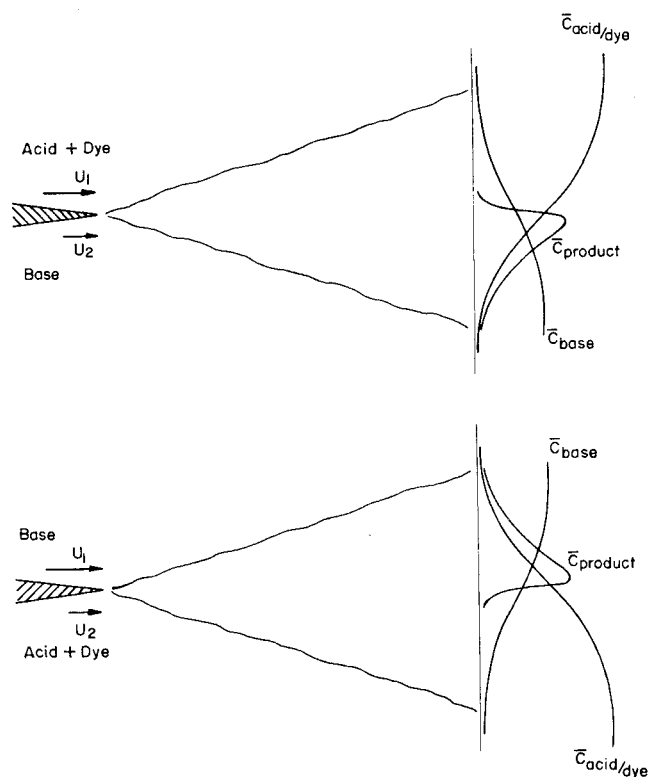 C̅acid/dye
Acid + Dye
U1
U2
Base
C̅product
C̅base
C̅base
Base
U1
C̅product
U2
Acid + Dye
C̅acid/dye